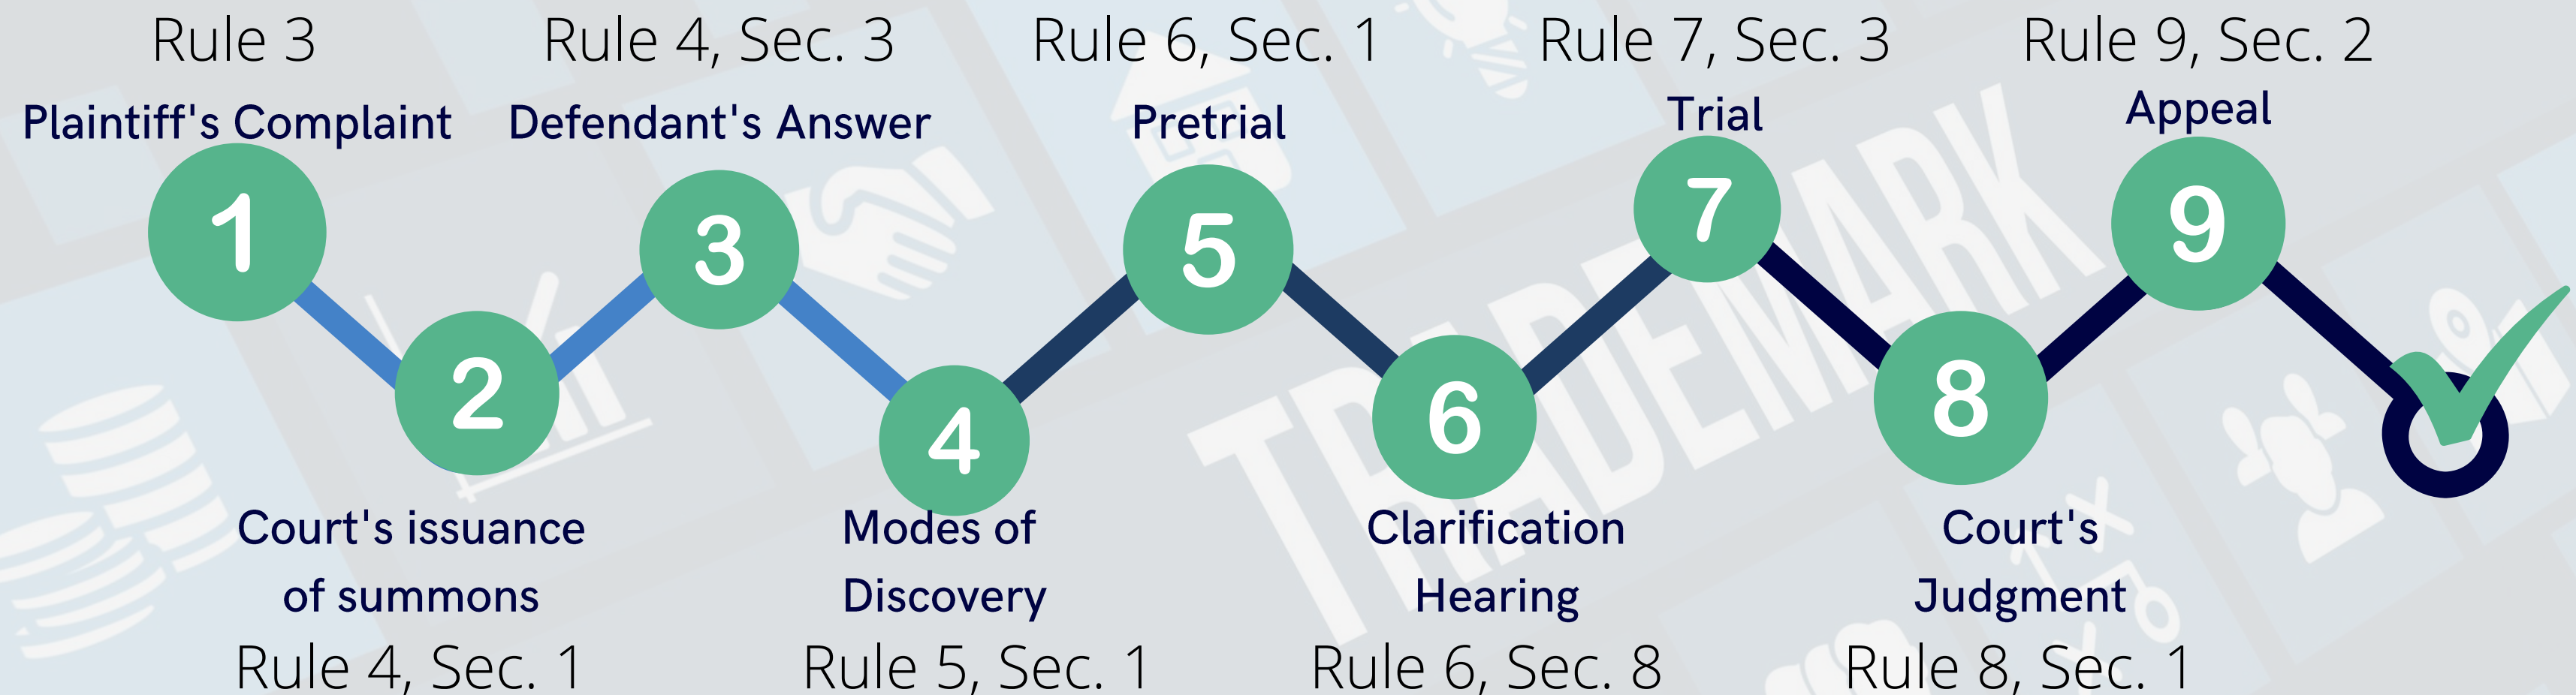 Rule 3
Rule 4, Sec. 3
Rule 6, Sec. 1
Rule 7, Sec. 3
Rule 9, Sec. 2
Plaintiff's Complaint
Defendant's Answer
Pretrial
Trial
Appeal
1
2
3
4
5
6
7
8
9
TRADEMARK
Court's issuance
of summons
Modes of
Discovery
Clarification
Hearing
Court's
Judgment
Rule 4, Sec. 1
Rule 5, Sec. 1
Rule 6, Sec. 8
Rule 8, Sec. 1